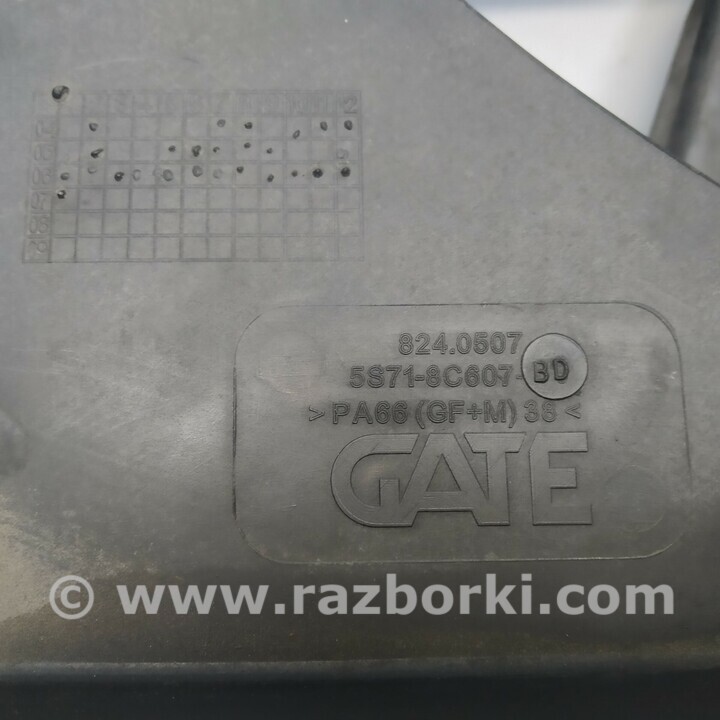 824.0507
5S71-8C607-BD
> PA66 (GF+M) 38 <
GATE
© www.razborki.com